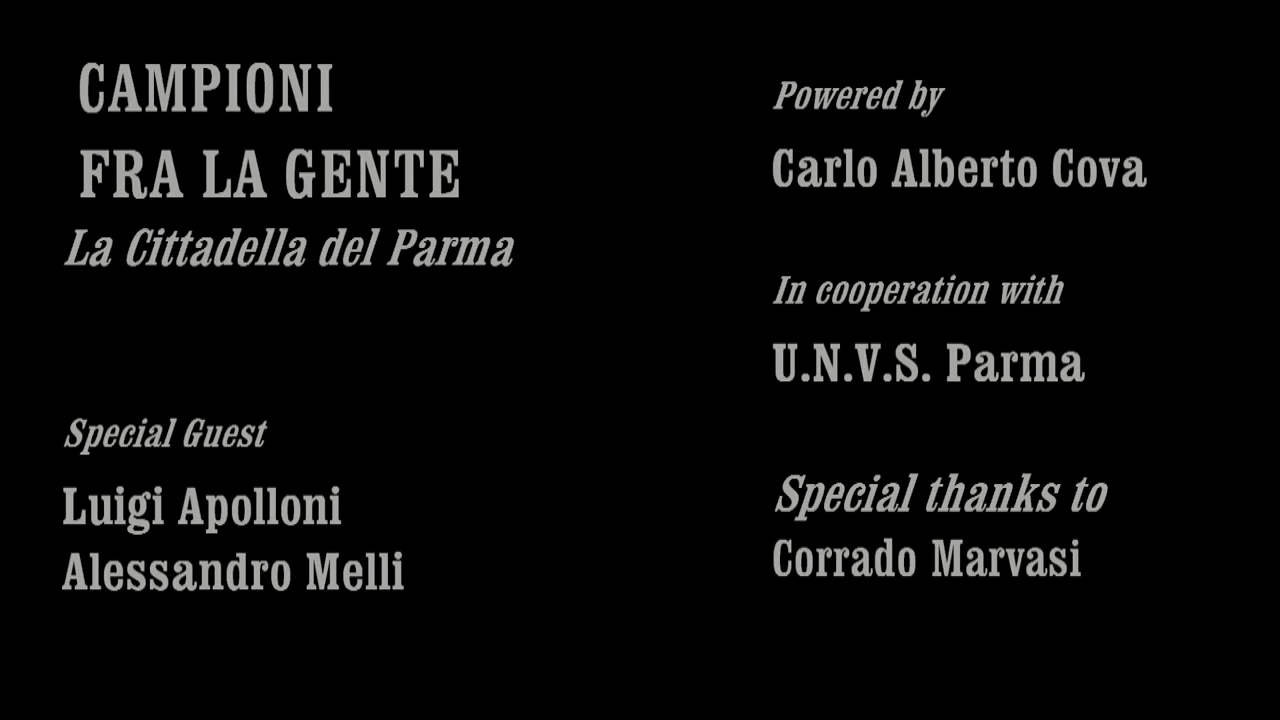 CAMPIONI
FRA LA GENTE
La Cittadella del Parma
Special Guest
Luigi Apolloni
Alessandro Melli
Powered by
Carlo Alberto Cova
In cooperation with
U.N.V.S. Parma
Special thanks to
Corrado Marvasi